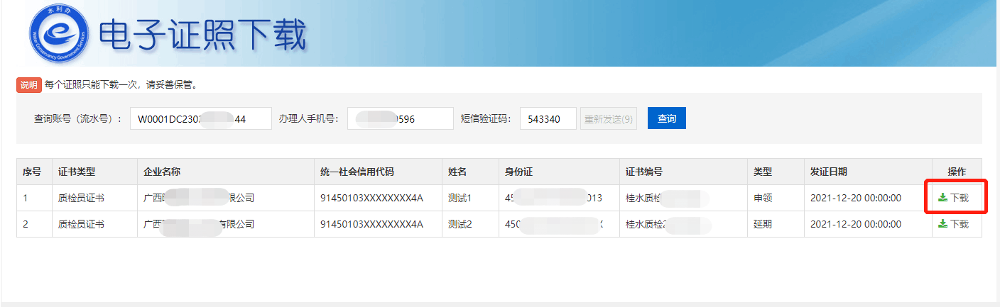 水利办
Water Conservancy Government Services
电子证照下载
说明 每个证照只能下载一次，请妥善保管。
查询账号（流水号）： W0001DC230 44 办理人手机号： 596 短信验证码： 543340 重新发送(9) 查询
序号 证书类型 企业名称 统一社会信用代码 姓名 身份证 证书编号 类型 发证日期 操作
1 质检员证书 广西 限公司 91450103XXXXXXXX4A 测试1 45 013 桂水质检 申领 2021-12-20 00:00:00 下载
2 质检员证书 广西 有限公司 91450103XXXXXXXX4A 测试2 450 X 桂水质检 延期 2021-12-20 00:00:00 下载